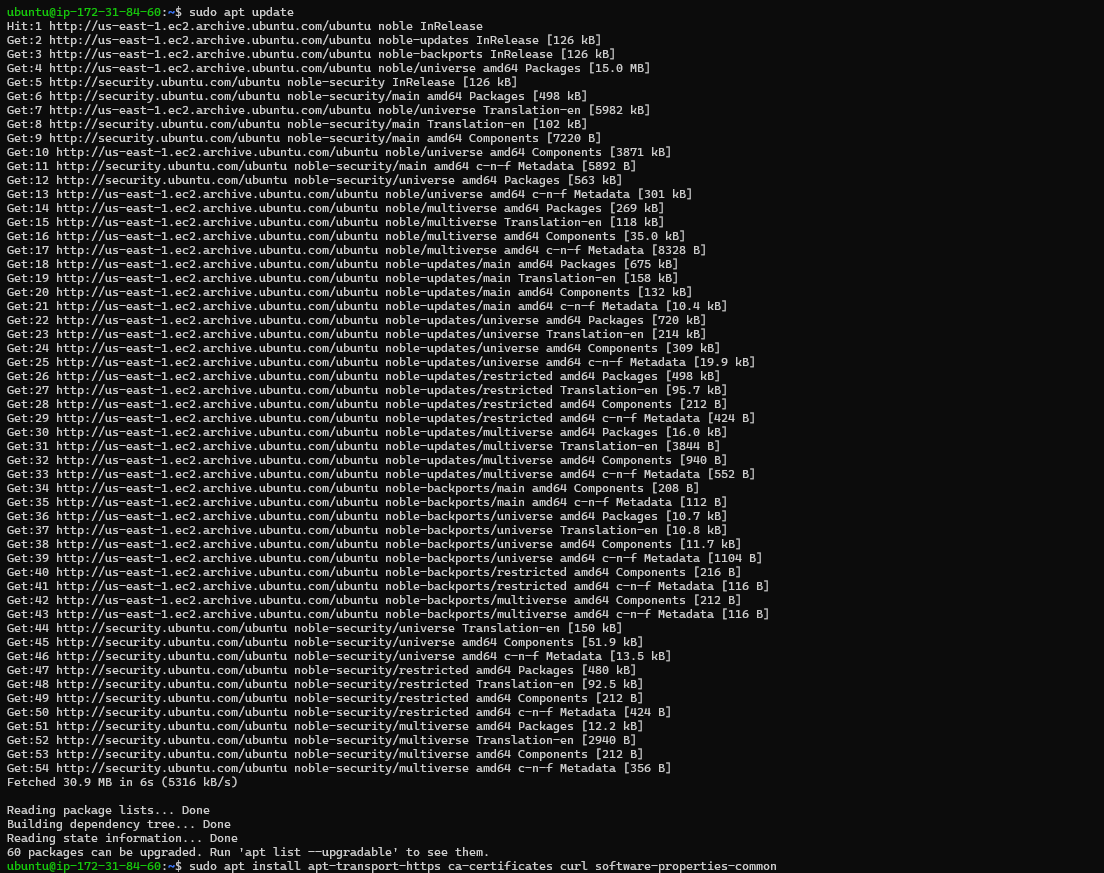 ubuntu@ip-172-31-84-60:~$ sudo apt update
Hit:1 http://us-east-1.ec2.archive.ubuntu.com/ubuntu noble InRelease
Get:2 http://us-east-1.ec2.archive.ubuntu.com/ubuntu noble-updates InRelease [126 kB]
Get:3 http://us-east-1.ec2.archive.ubuntu.com/ubuntu noble-backports InRelease [126 kB]
Get:4 http://us-east-1.ec2.archive.ubuntu.com/ubuntu noble/universe amd64 Packages [15.0 MB]
Get:5 http://security.ubuntu.com/ubuntu noble-security InRelease [126 kB]
Get:6 http://security.ubuntu.com/ubuntu noble-security/main amd64 Packages [498 kB]
Get:7 http://us-east-1.ec2.archive.ubuntu.com/ubuntu noble/universe Translation-en [5982 kB]
Get:8 http://security.ubuntu.com/ubuntu noble-security/main Translation-en [102 kB]
Get:9 http://security.ubuntu.com/ubuntu noble-security/main amd64 Components [7220 B]
Get:10 http://us-east-1.ec2.archive.ubuntu.com/ubuntu noble/universe amd64 Components [3871 kB]
Get:11 http://security.ubuntu.com/ubuntu noble-security/main amd64 c-n-f Metadata [5892 B]
Get:12 http://security.ubuntu.com/ubuntu noble-security/universe amd64 Packages [563 kB]
Get:13 http://us-east-1.ec2.archive.ubuntu.com/ubuntu noble/universe amd64 c-n-f Metadata [301 kB]
Get:14 http://us-east-1.ec2.archive.ubuntu.com/ubuntu noble/multiverse amd64 Packages [269 kB]
Get:15 http://us-east-1.ec2.archive.ubuntu.com/ubuntu noble/multiverse Translation-en [118 kB]
Get:16 http://us-east-1.ec2.archive.ubuntu.com/ubuntu noble/multiverse amd64 Components [35.0 kB]
Get:17 http://us-east-1.ec2.archive.ubuntu.com/ubuntu noble/multiverse amd64 c-n-f Metadata [8328 B]
Get:18 http://us-east-1.ec2.archive.ubuntu.com/ubuntu noble-updates/main amd64 Packages [675 kB]
Get:19 http://us-east-1.ec2.archive.ubuntu.com/ubuntu noble-updates/main Translation-en [158 kB]
Get:20 http://us-east-1.ec2.archive.ubuntu.com/ubuntu noble-updates/main amd64 Components [132 kB]
Get:21 http://us-east-1.ec2.archive.ubuntu.com/ubuntu noble-updates/main amd64 c-n-f Metadata [10.4 kB]
Get:22 http://us-east-1.ec2.archive.ubuntu.com/ubuntu noble-updates/universe amd64 Packages [720 kB]
Get:23 http://us-east-1.ec2.archive.ubuntu.com/ubuntu noble-updates/universe Translation-en [214 kB]
Get:24 http://us-east-1.ec2.archive.ubuntu.com/ubuntu noble-updates/universe amd64 Components [309 kB]
Get:25 http://us-east-1.ec2.archive.ubuntu.com/ubuntu noble-updates/universe amd64 c-n-f Metadata [19.9 kB]
Get:26 http://us-east-1.ec2.archive.ubuntu.com/ubuntu noble-updates/restricted amd64 Packages [498 kB]
Get:27 http://us-east-1.ec2.archive.ubuntu.com/ubuntu noble-updates/restricted Translation-en [95.7 kB]
Get:28 http://us-east-1.ec2.archive.ubuntu.com/ubuntu noble-updates/restricted amd64 Components [212 B]
Get:29 http://us-east-1.ec2.archive.ubuntu.com/ubuntu noble-updates/restricted amd64 c-n-f Metadata [424 B]
Get:30 http://us-east-1.ec2.archive.ubuntu.com/ubuntu noble-updates/multiverse amd64 Packages [16.0 kB]
Get:31 http://us-east-1.ec2.archive.ubuntu.com/ubuntu noble-updates/multiverse Translation-en [3844 B]
Get:32 http://us-east-1.ec2.archive.ubuntu.com/ubuntu noble-updates/multiverse amd64 Components [940 B]
Get:33 http://us-east-1.ec2.archive.ubuntu.com/ubuntu noble-updates/multiverse amd64 c-n-f Metadata [552 B]
Get:34 http://us-east-1.ec2.archive.ubuntu.com/ubuntu noble-backports/main amd64 Components [208 B]
Get:35 http://us-east-1.ec2.archive.ubuntu.com/ubuntu noble-backports/main amd64 c-n-f Metadata [112 B]
Get:36 http://us-east-1.ec2.archive.ubuntu.com/ubuntu noble-backports/universe amd64 Packages [10.7 kB]
Get:37 http://us-east-1.ec2.archive.ubuntu.com/ubuntu noble-backports/universe Translation-en [10.8 kB]
Get:38 http://us-east-1.ec2.archive.ubuntu.com/ubuntu noble-backports/universe amd64 Components [11.7 kB]
Get:39 http://us-east-1.ec2.archive.ubuntu.com/ubuntu noble-backports/universe amd64 c-n-f Metadata [1104 B]
Get:40 http://us-east-1.ec2.archive.ubuntu.com/ubuntu noble-backports/restricted amd64 Components [216 B]
Get:41 http://us-east-1.ec2.archive.ubuntu.com/ubuntu noble-backports/restricted amd64 c-n-f Metadata [116 B]
Get:42 http://us-east-1.ec2.archive.ubuntu.com/ubuntu noble-backports/multiverse amd64 Components [212 B]
Get:43 http://us-east-1.ec2.archive.ubuntu.com/ubuntu noble-backports/multiverse amd64 c-n-f Metadata [116 B]
Get:44 http://security.ubuntu.com/ubuntu noble-security/universe Translation-en [150 kB]
Get:45 http://security.ubuntu.com/ubuntu noble-security/universe amd64 Components [51.9 kB]
Get:46 http://security.ubuntu.com/ubuntu noble-security/universe amd64 c-n-f Metadata [13.5 kB]
Get:47 http://security.ubuntu.com/ubuntu noble-security/restricted amd64 Packages [480 kB]
Get:48 http://security.ubuntu.com/ubuntu noble-security/restricted Translation-en [92.5 kB]
Get:49 http://security.ubuntu.com/ubuntu noble-security/restricted amd64 Components [212 B]
Get:50 http://security.ubuntu.com/ubuntu noble-security/restricted amd64 c-n-f Metadata [424 B]
Get:51 http://security.ubuntu.com/ubuntu noble-security/multiverse amd64 Packages [12.2 kB]
Get:52 http://security.ubuntu.com/ubuntu noble-security/multiverse Translation-en [2940 B]
Get:53 http://security.ubuntu.com/ubuntu noble-security/multiverse amd64 Components [212 B]
Get:54 http://security.ubuntu.com/ubuntu noble-security/multiverse amd64 c-n-f Metadata [356 B]
Fetched 30.9 MB in 6s (5316 kB/s)

Reading package lists... Done
Building dependency tree... Done
Reading state information... Done
60 packages can be upgraded. Run 'apt list --upgradable' to see them.
ubuntu@ip-172-31-84-60:~$ sudo apt install apt-transport-https ca-certificates curl software-properties-common